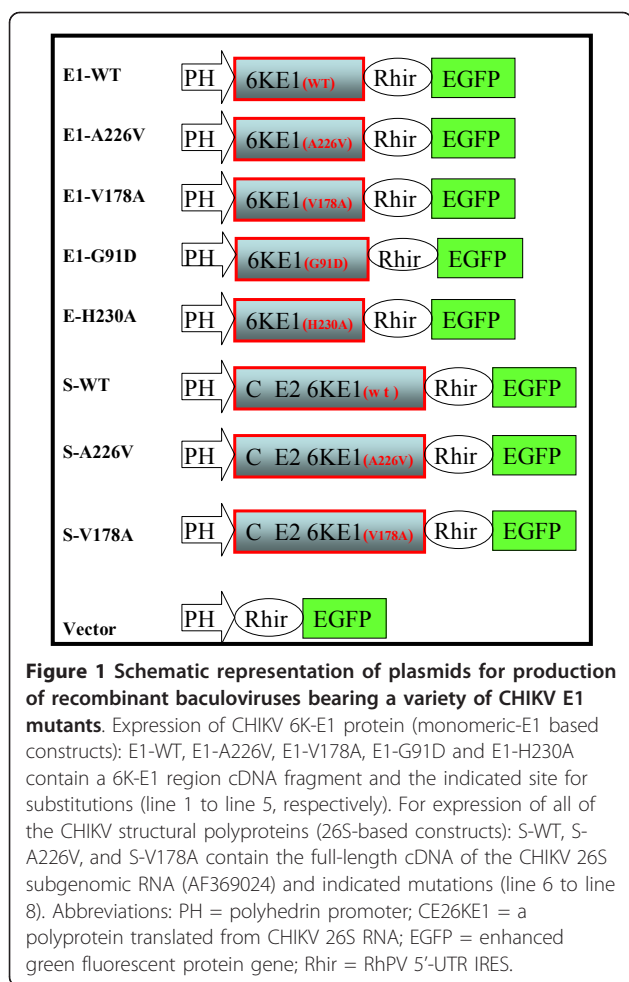 E1-WT PH 6KE1(WT) Rhir EGFP
E1-A226V PH 6KE1(A226V) Rhir EGFP
E1-V178A PH 6KE1(V178A) Rhir EGFP
E1-G91D PH 6KE1(G91D) Rhir EGFP
E-H230A PH 6KE1(H230A) Rhir EGFP
S-WT PH C E2 6KE1(w t) Rhir EGFP
S-A226V PH C E2 6KE1(A226V) Rhir EGFP
S-V178A PH C E2 6KE1(V178A) Rhir EGFP
Vector PH Rhir EGFP
Figure 1 Schematic representation of plasmids for production
of recombinant baculoviruses bearing a variety of CHIKV E1
mutants. Expression of CHIKV 6K-E1 protein (monomeric-E1 based
constructs): E1-WT, E1-A226V, E1-V178A, E1-G91D and E1-H230A
contain a 6K-E1 region cDNA fragment and the indicated site for
substitutions (line 1 to line 5, respectively). For expression of all of
the CHIKV structural polyproteins (26S-based constructs): S-WT, S-
A226V, and S-V178A contain the full-length cDNA of the CHIKV 26S
subgenomic RNA (AF369024) and indicated mutations (line 6 to line
8). Abbreviations: PH = polyhedrin promoter; CE26KE1 = a
polyprotein translated from CHIKV 26S RNA; EGFP = enhanced
green fluorescent protein gene; Rhir = RhPV 5'-UTR IRES.